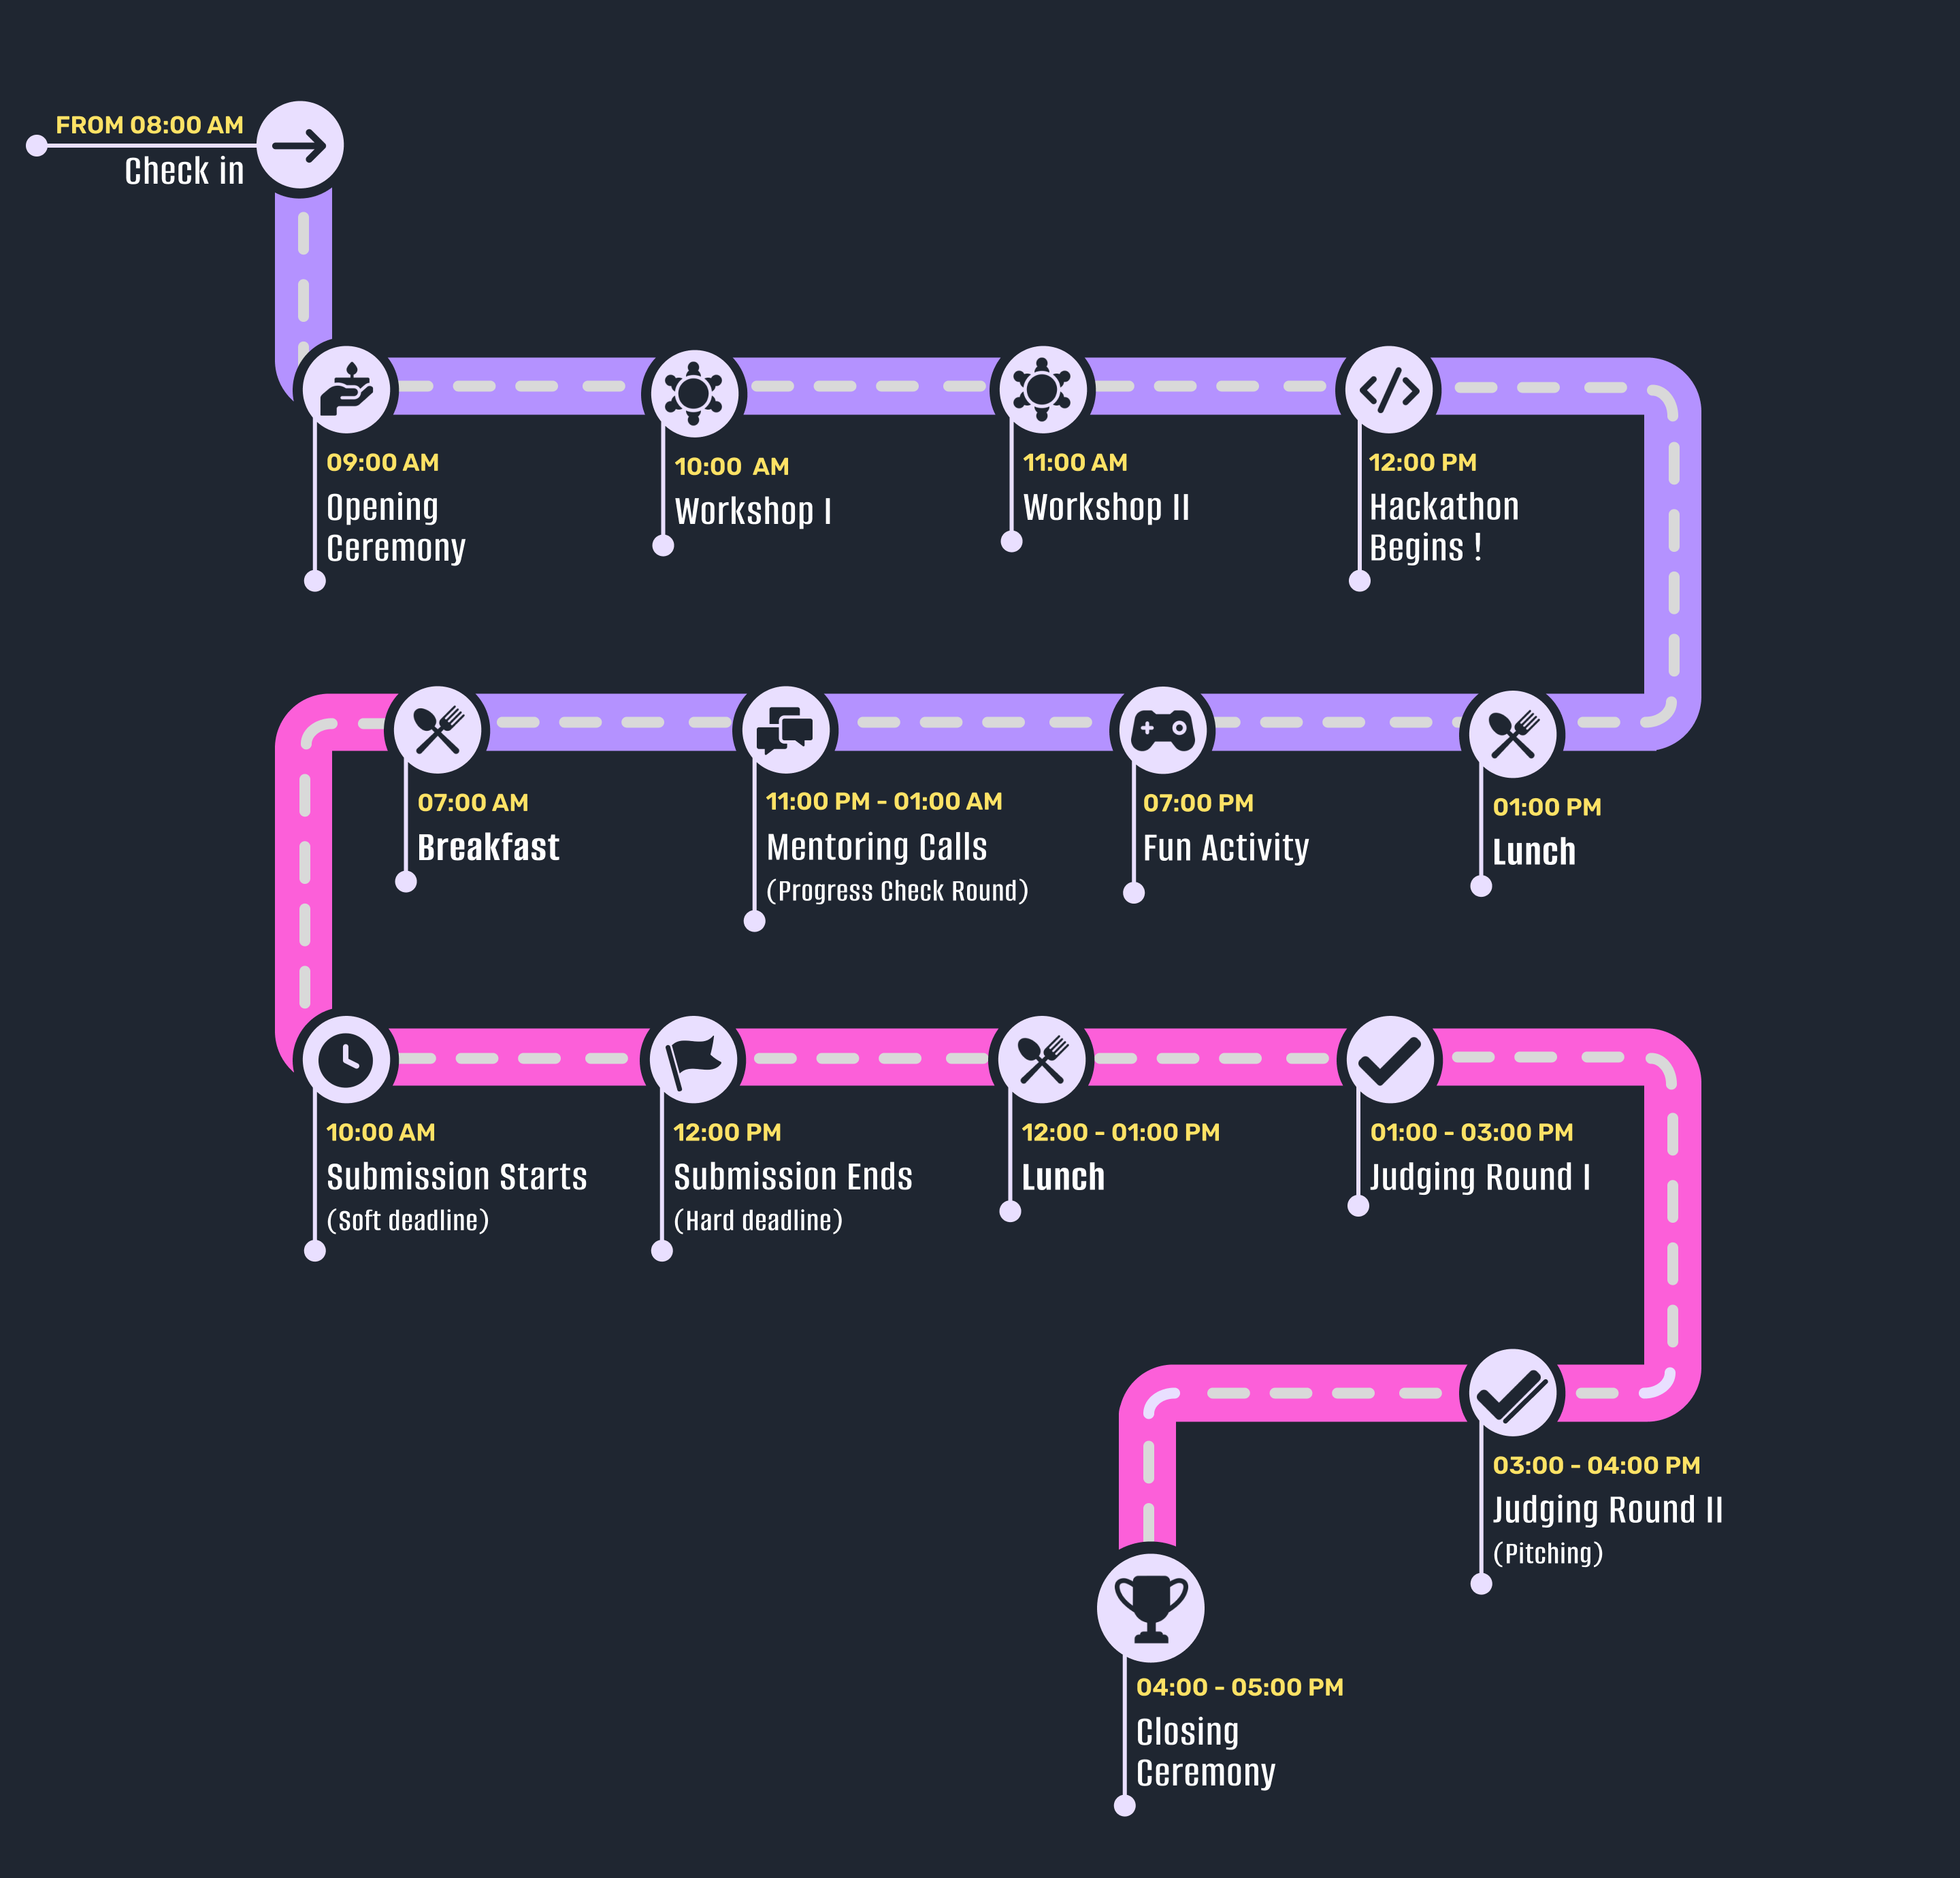 FROM 08:00 AM
Check in
09:00 AM
Opening
Ceremony
10:00 AM
Workshop I
11:00 AM
Workshop II
12:00 PM
Hackathon
Begins !
01:00 PM
Lunch
07:00 PM
Fun Activity
11:00 PM - 01:00 AM
Mentoring Calls
(Progress Check Round)
07:00 AM
Breakfast
10:00 AM
Submission Starts
(Soft deadline)
12:00 PM
Submission Ends
(Hard deadline)
12:00 - 01:00 PM
Lunch
01:00 - 03:00 PM
Judging Round I
03:00 - 04:00 PM
Judging Round II
(Pitching)
04:00 - 05:00 PM
Closing
Ceremony